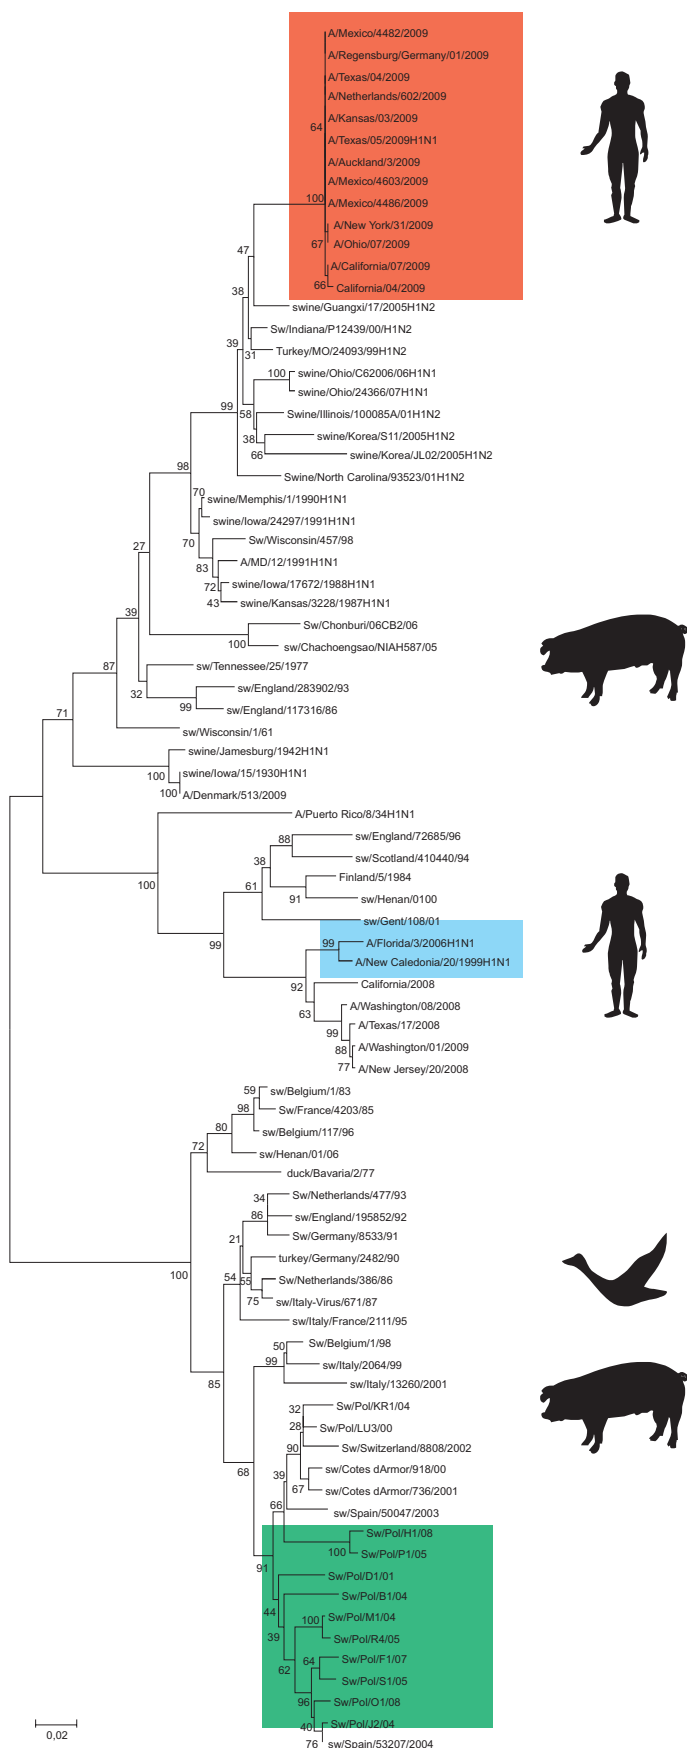 A/Mexico/4482/2009
A/Regensburg/Germany/01/2009
A/Texas/04/2009
A/Netherlands/602/2009
A/Kansas/03/2009
64
A/Texas/05/2009H1N1
A/Auckland/3/2009
A/Mexico/4603/2009
100
A/Mexico/4486/2009
A/New York/31/2009
67
A/Ohio/07/2009
47
A/California/07/2009
66
California/04/2009
38
swine/Guangxi/17/2005H1N2
Sw/Indiana/P12439/00/H1N2
39
31
Turkey/MO/24093/99H1N2
100
swine/Ohio/C62006/06H1N1
swine/Ohio/24366/07H1N1
99
58
Swine/Illinois/100085A/01H1N2
38
swine/Korea/S11/2005H1N2
66
swine/Korea/JL02/2005H1N2
98
Swine/North Carolina/93523/01H1N2
70
swine/Memphis/1/1990H1N1
swine/Iowa/24297/1991H1N1
70
Sw/Wisconsin/457/98
27
83
A/MD/12/1991H1N1
72
swine/Iowa/17672/1988H1N1
43
swine/Kansas/3228/1987H1N1
39
Sw/Chonburi/06CB2/06
100
sw/Chachoengsao/NIAH587/05
87
sw/Tennessee/25/1977
32
sw/England/283902/93
99
sw/England/117316/86
71
sw/Wisconsin/1/61
swine/Jamesburg/1942H1N1
100
swine/Iowa/15/1930H1N1
100
A/Denmark/513/2009
A/Puerto Rico/8/34H1N1
88
sw/England/72685/96
38
sw/Scotland/410440/94
100
61
Finland/5/1984
91
sw/Henan/0100
sw/Gent/108/01
99
99
A/Florida/3/2006H1N1
A/New Caledonia/20/1999H1N1
92
California/2008
63
A/Washington/08/2008
99
A/Texas/17/2008
88
A/Washington/01/2009
77
A/New Jersey/20/2008
59
sw/Belgium/1/83
98
Sw/France/4203/85
80
sw/Belgium/117/96
72
sw/Henan/01/06
duck/Bavaria/2/77
34
Sw/Netherlands/477/93
86
sw/England/195852/92
21
Sw/Germany/8533/91
turkey/Germany/2482/90
100
54
55
Sw/Netherlands/386/86
75
sw/Italy-Virus/671/87
sw/Italy/France/2111/95
50
Sw/Belgium/1/98
99
sw/Italy/2064/99
85
sw/Italy/13260/2001
32
Sw/Pol/KR1/04
28
Sw/Pol/LU3/00
90
Sw/Switzerland/8808/2002
68
39
sw/Cotes dArmor/918/00
67
sw/Cotes dArmor/736/2001
66
sw/Spain/50047/2003
Sw/Pol/H1/08
100
Sw/Pol/P1/05
91
Sw/Pol/D1/01
44
Sw/Pol/B1/04
39
100
Sw/Pol/M1/04
Sw/Pol/R4/05
62
64
Sw/Pol/F1/07
Sw/Pol/S1/05
96
Sw/Pol/O1/08
40
Sw/Pol/J2/04
76
sw/Spain/53207/2004
0,02